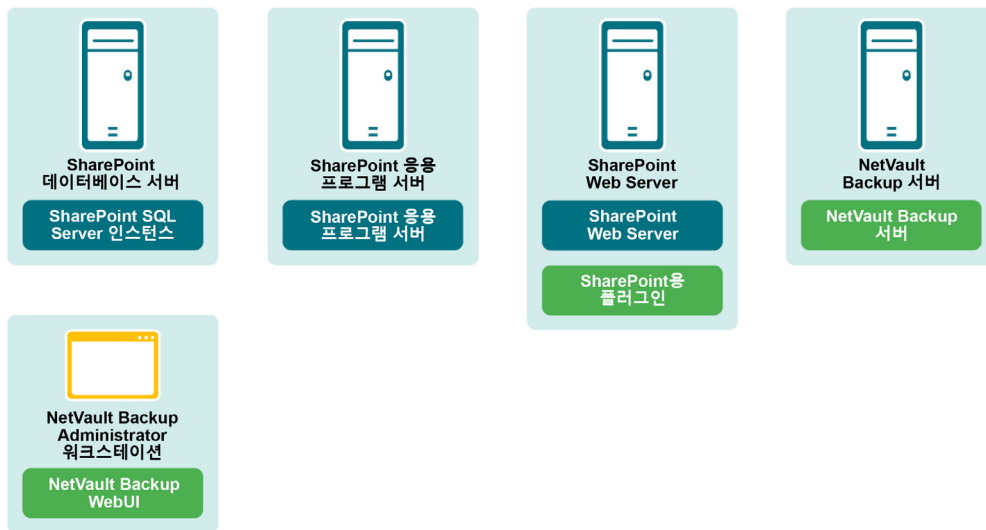 SharePoint
데이터베이스 서버
SharePoint SQL
Server 인스턴스
SharePoint 응용
프로그램 서버
SharePoint 응용
프로그램 서버
SharePoint
Web Server
SharePoint
Web Server
SharePoint용
플러그인
NetVault
Backup 서버
NetVault Backup
서버
NetVault Backup
Administrator
워크스테이션
NetVault Backup
WebUI